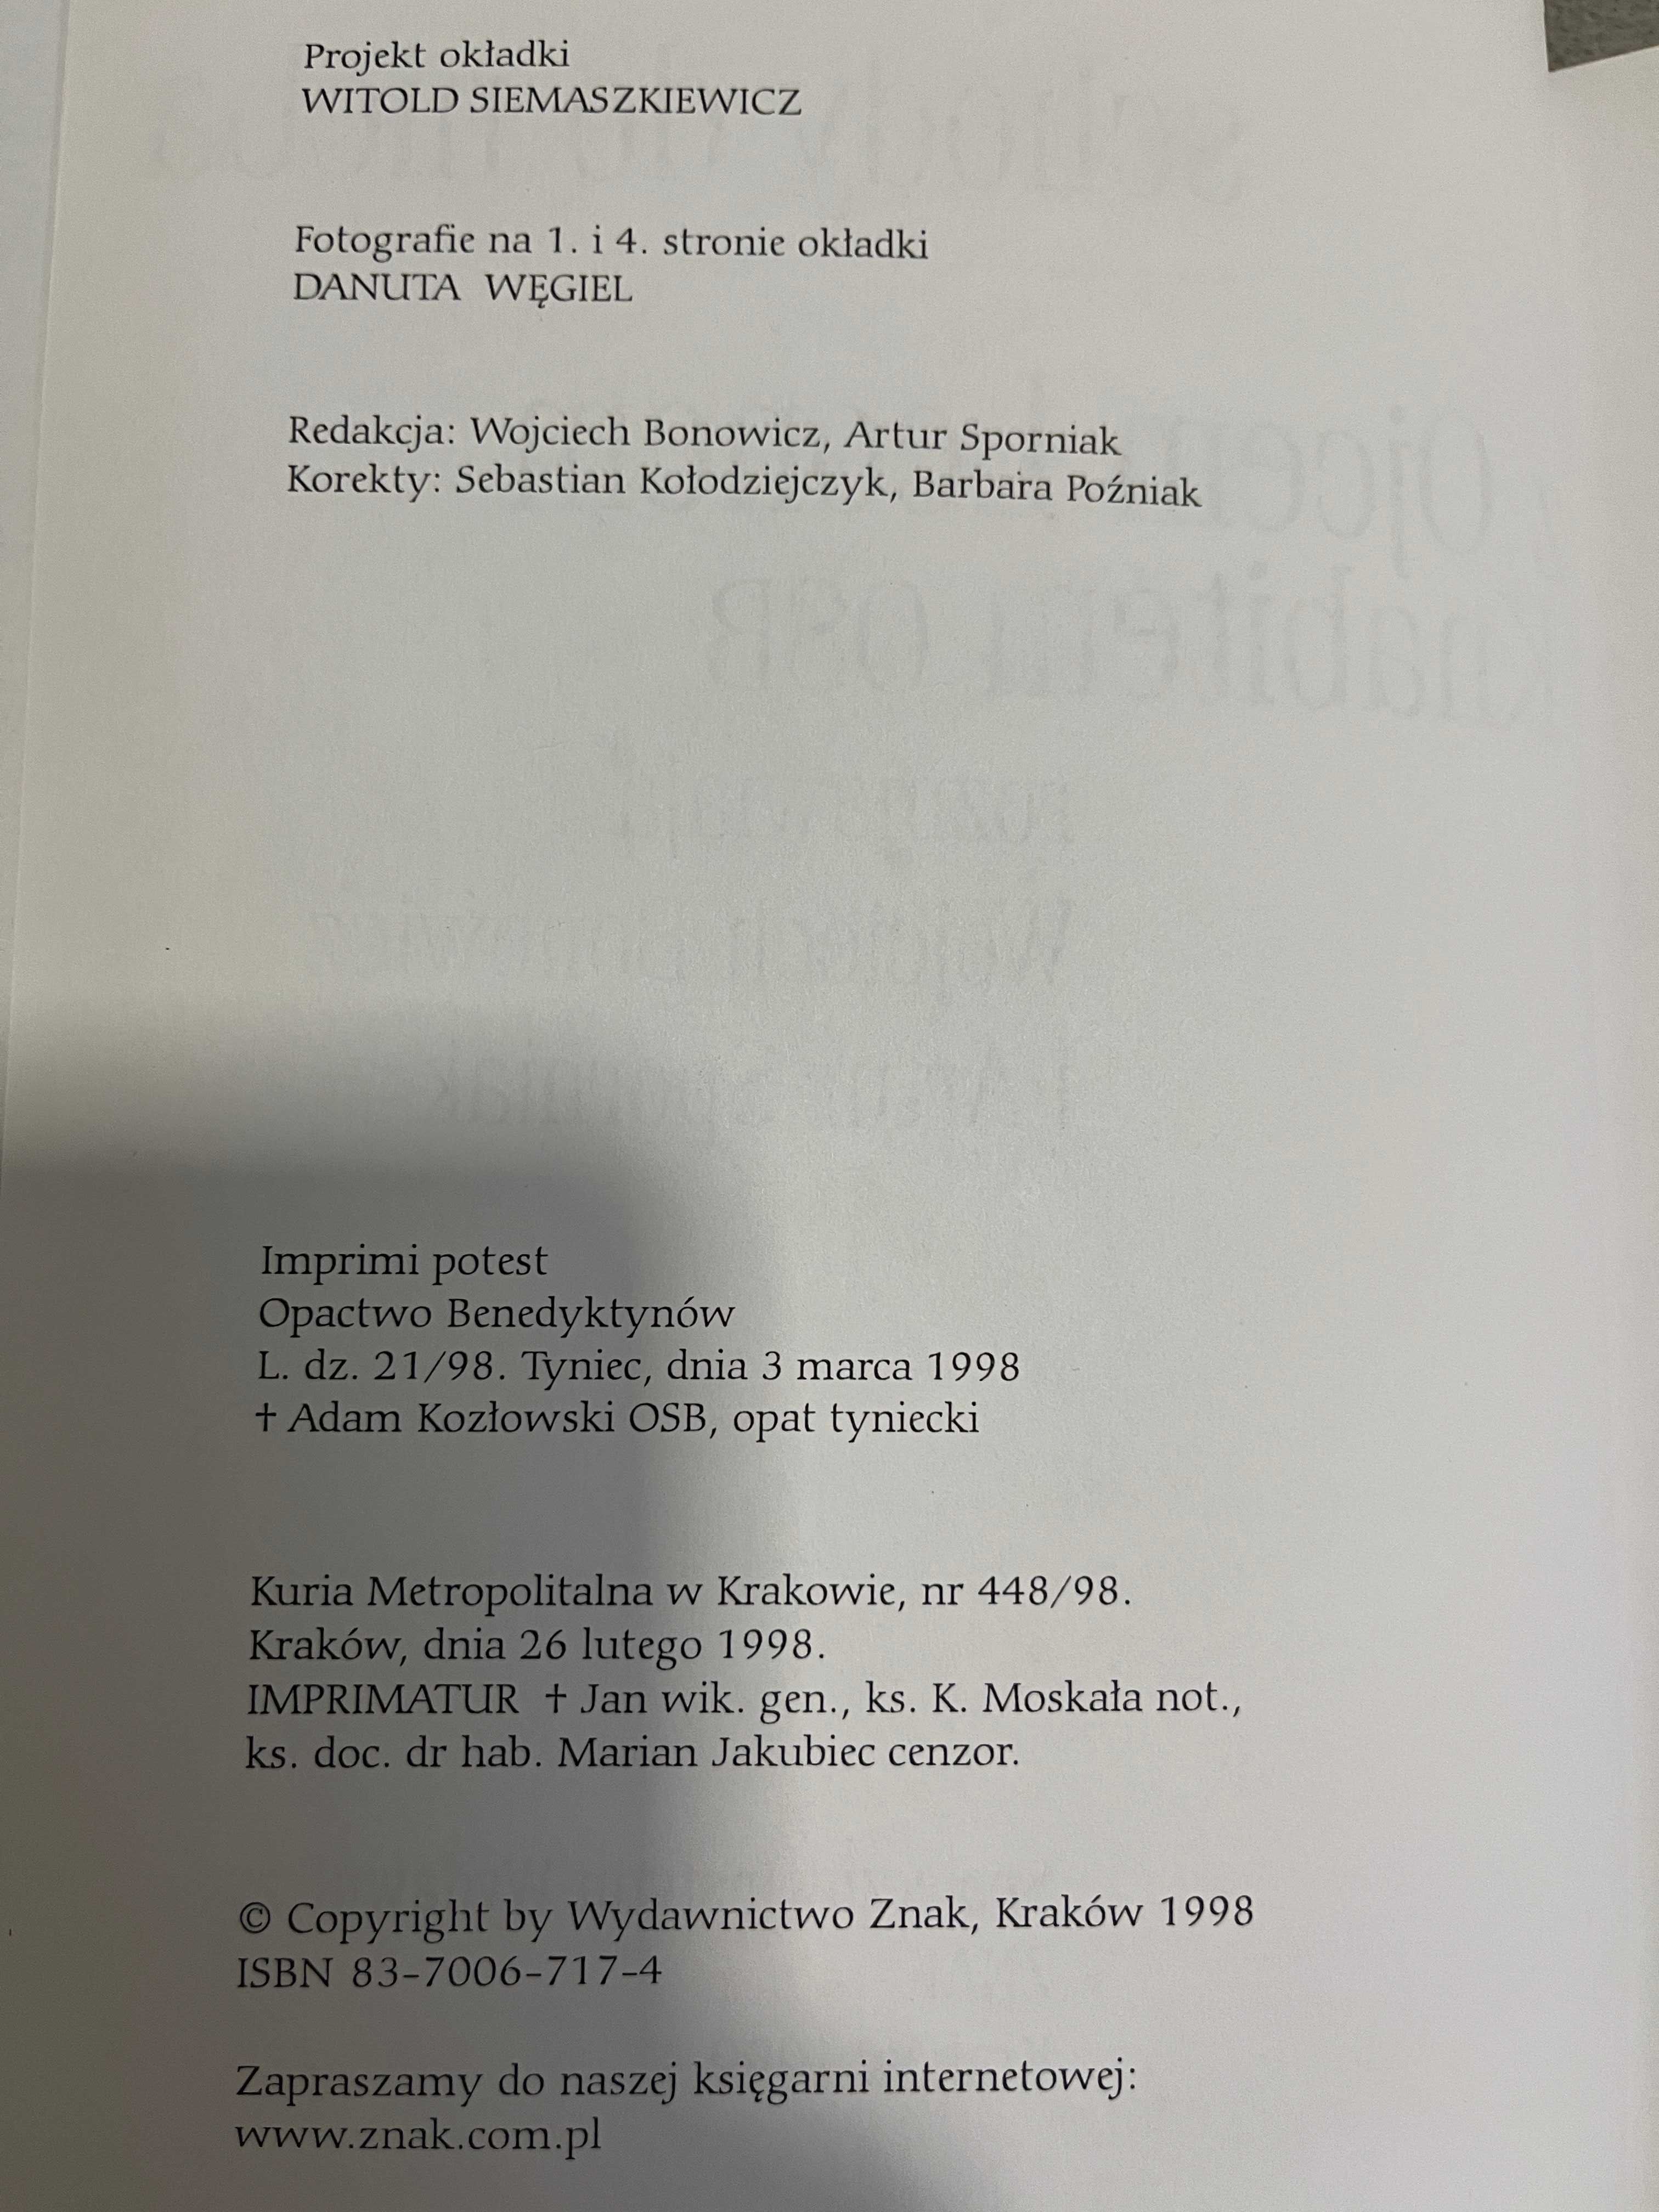 Projekt okładki
WITOLD SIEMASZKIEWICZ
Fotografie na 1. i 4. stronie okładki
DANUTA WĘGIEL
Redakcja: Wojciech Bonowicz, Artur Sporniak
Korekty: Sebastian Kołodziejczyk, Barbara Poźniak
Imprimi potest
Opactwo Benedyktynów
L. dz. 21/98. Tyniec, dnia 3 marca 1998
† Adam Kozłowski OSB, opat tyniecki
Kuria Metropolitalna w Krakowie, nr 448/98.
Kraków, dnia 26 lutego 1998.
IMPRIMATUR † Jan wik. gen., ks. K. Moskała not.,
ks. doc. dr hab. Marian Jakubiec cenzor.
© Copyright by Wydawnictwo Znak, Kraków 1998
ISBN 83-7006-717-4
Zapraszamy do naszej księgarni internetowej:
www.znak.com.pl